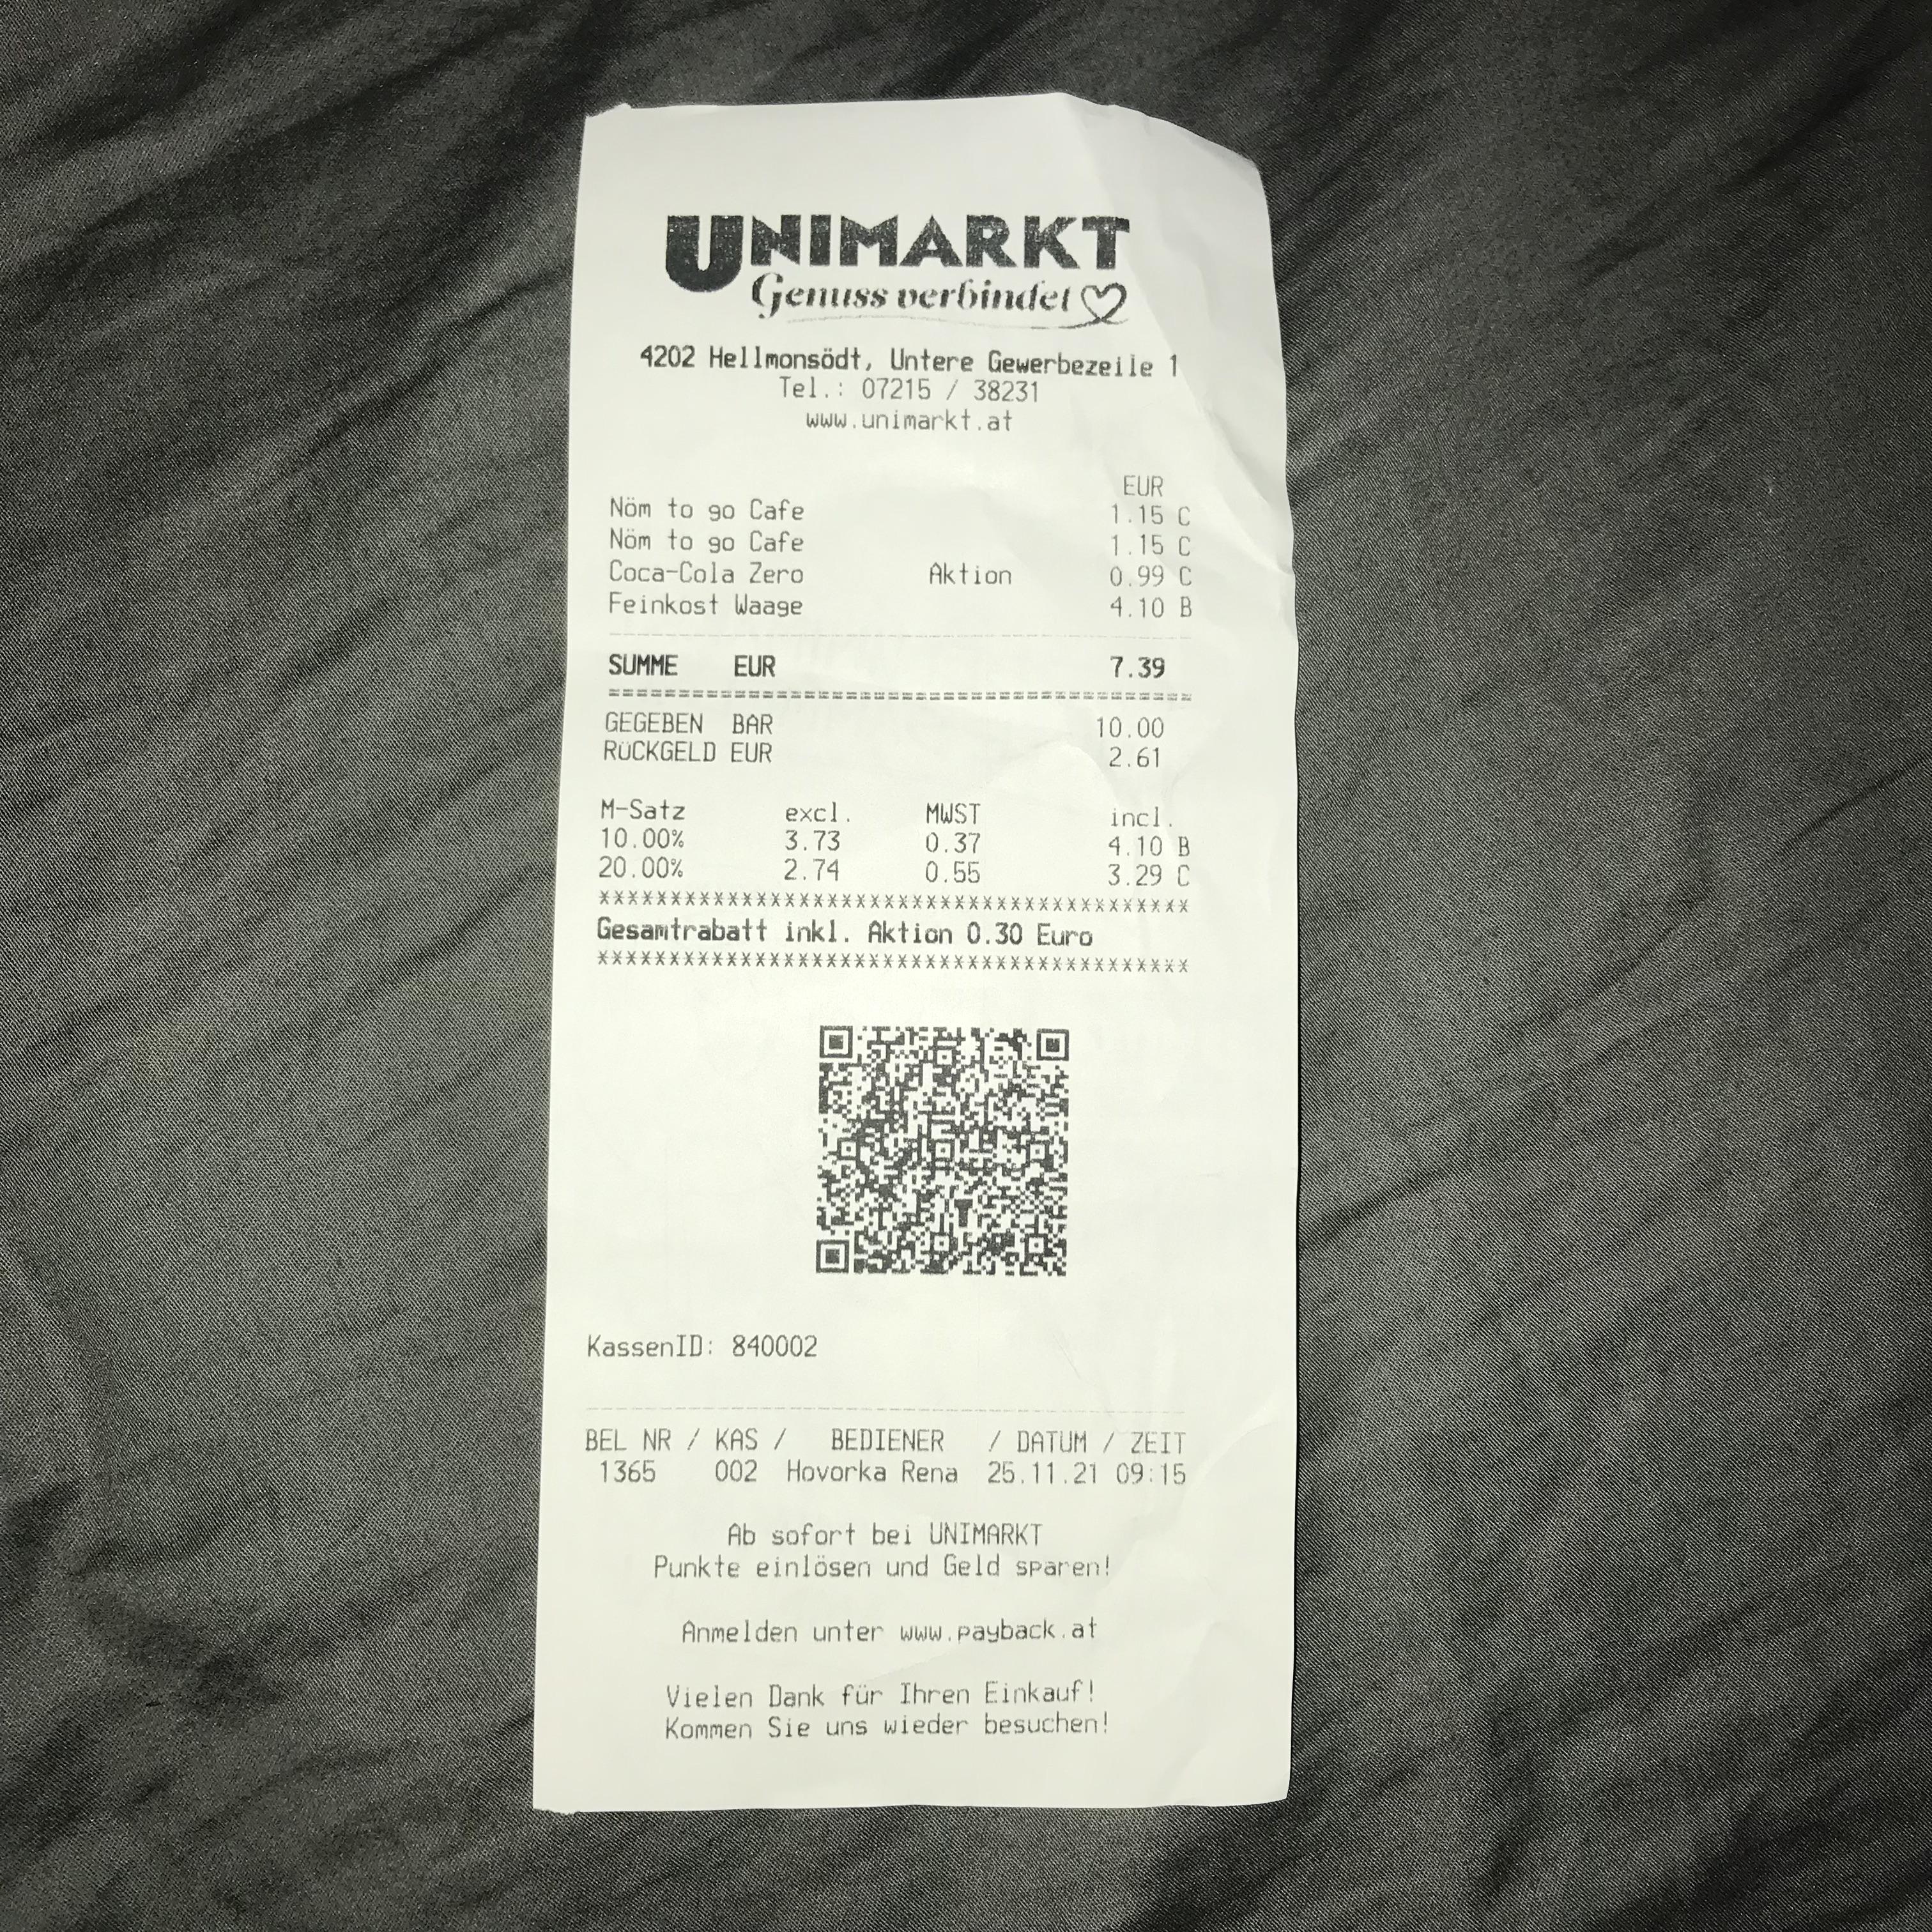 UNIMARKT
Genuss verbindet
4202 Hellmonsödt, Untere Gewerbezeile 1
Tel.: 07215 / 38231
www.unimarkt.at
EUR
Nöm to go Cafe 1.15 C
Nöm to go Cafe 1.15 C
Coca-Cola Zero Aktion 0.99 C
Feinkost Waage 4.10 B
SUMME EUR 7.39
GEGEBEN BAR 10.00
RÜCKGELD EUR 2.61
M-Satz excl. MWST incl.
10.00% 3.73 0.37 4.10 B
20.00% 2.74 0.55 3.29 C
******************************************
Gesamtrabatt inkl. Aktion 0.30 Euro
******************************************
KassenID: 840002
BEL NR / KAS / BEDIENER / DATUM / ZEIT
1365 002 Hovorka Rena 25.11.21 09:15
Ab sofort bei UNIMARKT
Punkte einlösen und Geld sparen!
Anmelden unter www.payback.at
Vielen Dank für Ihren Einkauf!
Kommen Sie uns wieder besuchen!